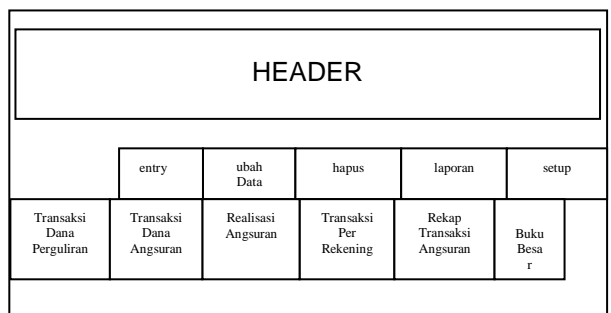 HEADER
entry
ubah
Data
hapus
laporan
setup
Transaksi
Dana
Perguliran
Transaksi
Dana
Angsuran
Realisasi
Angsuran
Transaksi
Per
Rekening
Rekap
Transaksi
Angsuran
Buku
Besa
r